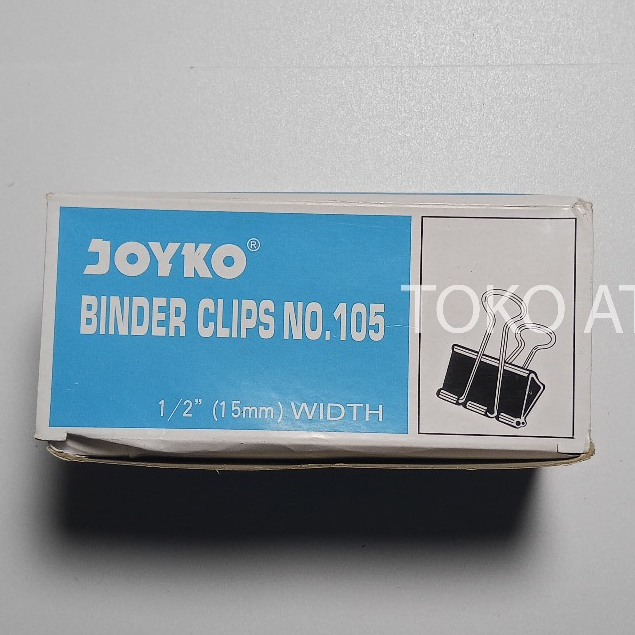 JOYKO®
BINDER CLIPS NO.105
1/2" (15mm) WIDTH
TOKO AT